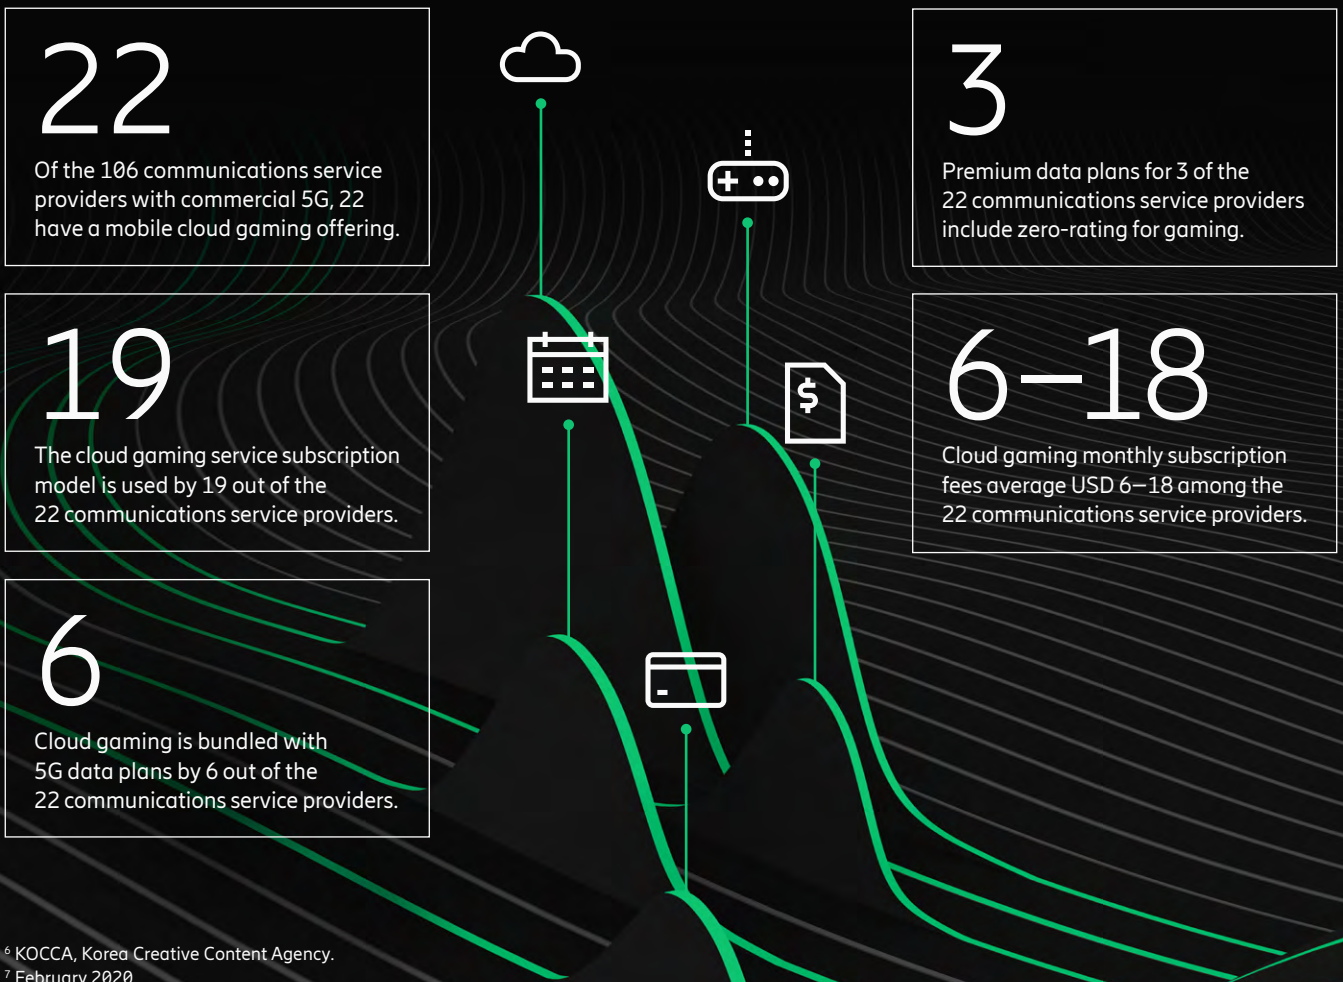 22
Of the 106 communications service
providers with commercial 5G, 22
have a mobile cloud gaming offering.
19
The cloud gaming service subscription
model is used by 19 out of the
22 communications service providers.
6
Cloud gaming is bundled with
5G data plans by 6 out of the
22 communications service providers.
3
Premium data plans for 3 of the
22 communications service providers
include zero-rating for gaming.
6–18
Cloud gaming monthly subscription
fees average USD 6–18 among the
22 communications service providers.
$
⁶ KOCCA, Korea Creative Content Agency.
⁷ February 2020